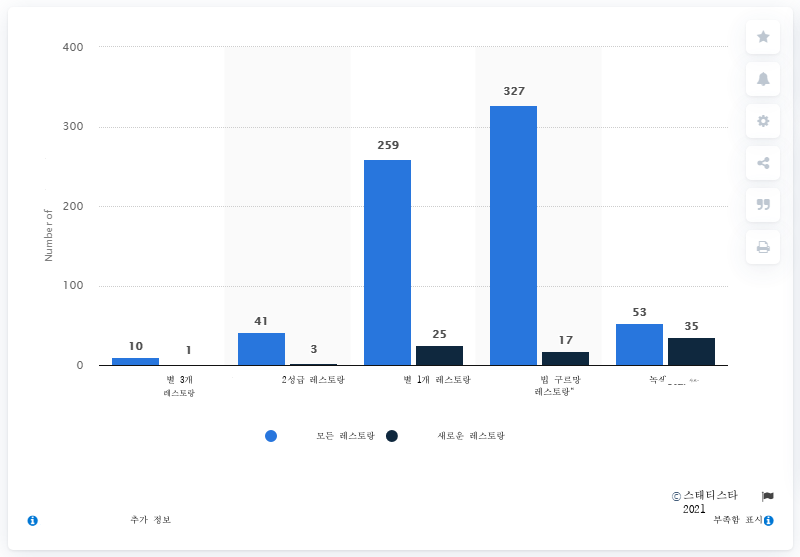 400
300
200
100
0
Number of
10
1
41
3
259
25
327
17
53
35
별 3개
레스토랑
2성급 레스토랑
별 1개 레스토랑
빕 구르망
레스토랑*
모든 레스토랑
새로운 레스토랑
© 스태티스타
2021
추가 정보
부족함 표시